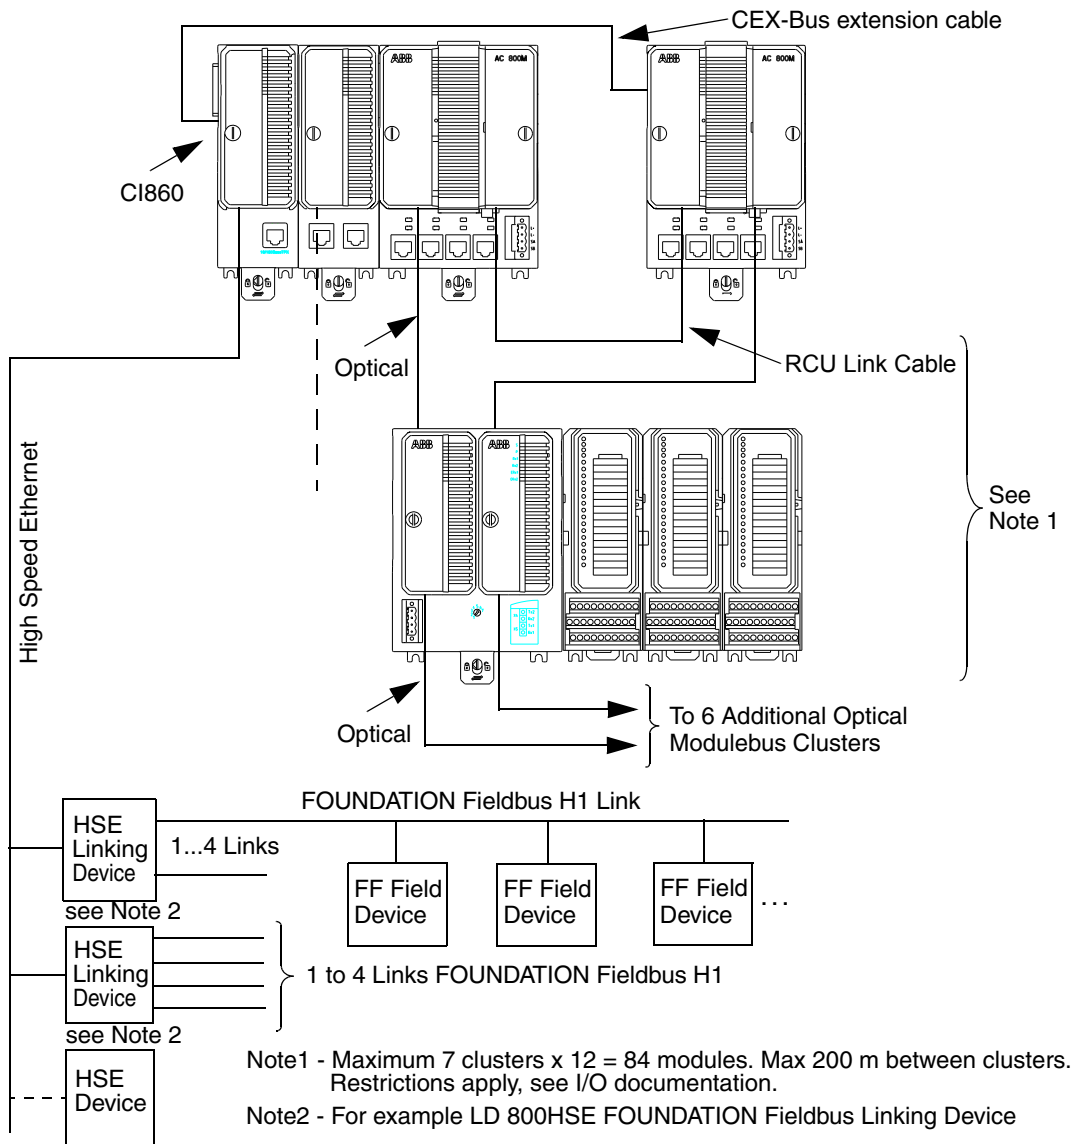 CEX-Bus extension cable
ABB
AC 800M
ABB
AC 800M
CI860
Optical
RCU Link Cable
High Speed Ethernet
ABB
ABB
See
Note 1
Optical
To 6 Additional Optical
Modulebus Clusters
FOUNDATION Fieldbus H1 Link
HSE
Linking
Device
1...4 Links
FF Field
Device
FF Field
Device
FF Field
Device
...
see Note 2
HSE
Linking
Device
1 to 4 Links FOUNDATION Fieldbus H1
see Note 2
HSE
Device
Note1 - Maximum 7 clusters x 12 = 84 modules. Max 200 m between clusters.
Restrictions apply, see I/O documentation.
Note2 - For example LD 800HSE FOUNDATION Fieldbus Linking Device